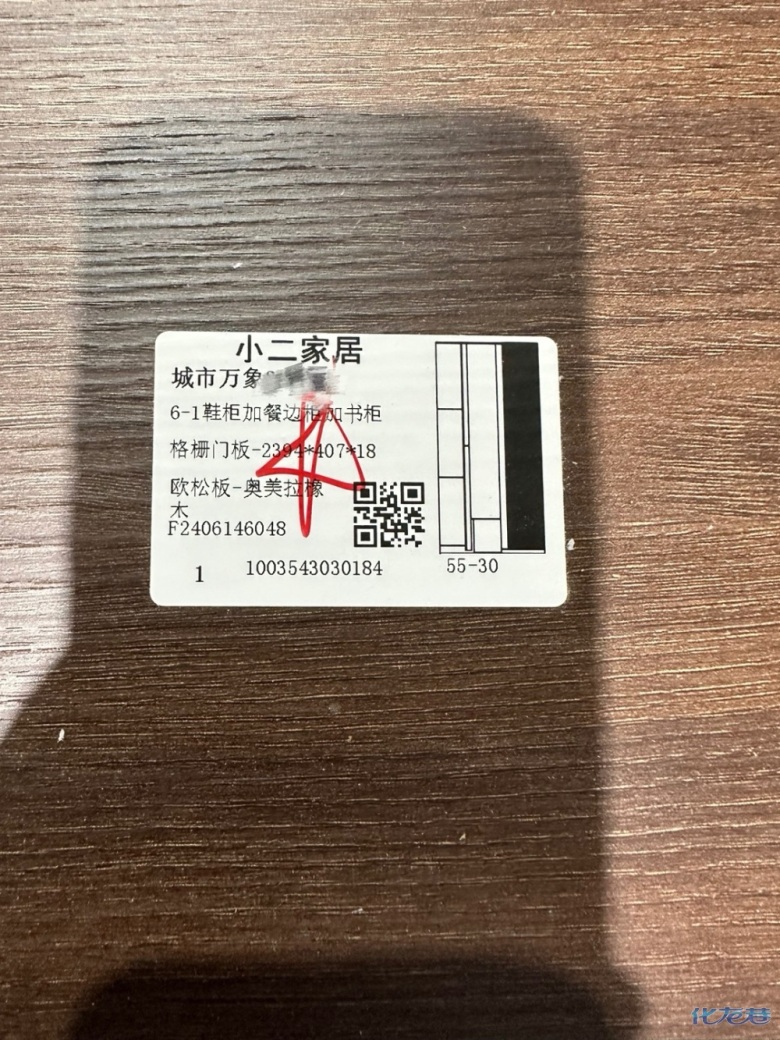 小二家居
城市万象
6-1鞋柜加餐边柜加书柜
格栅门板-2394*407*18
欧松板-奥美拉橡
木
F2406146048
1
1003543030184
55-30
化龙巷